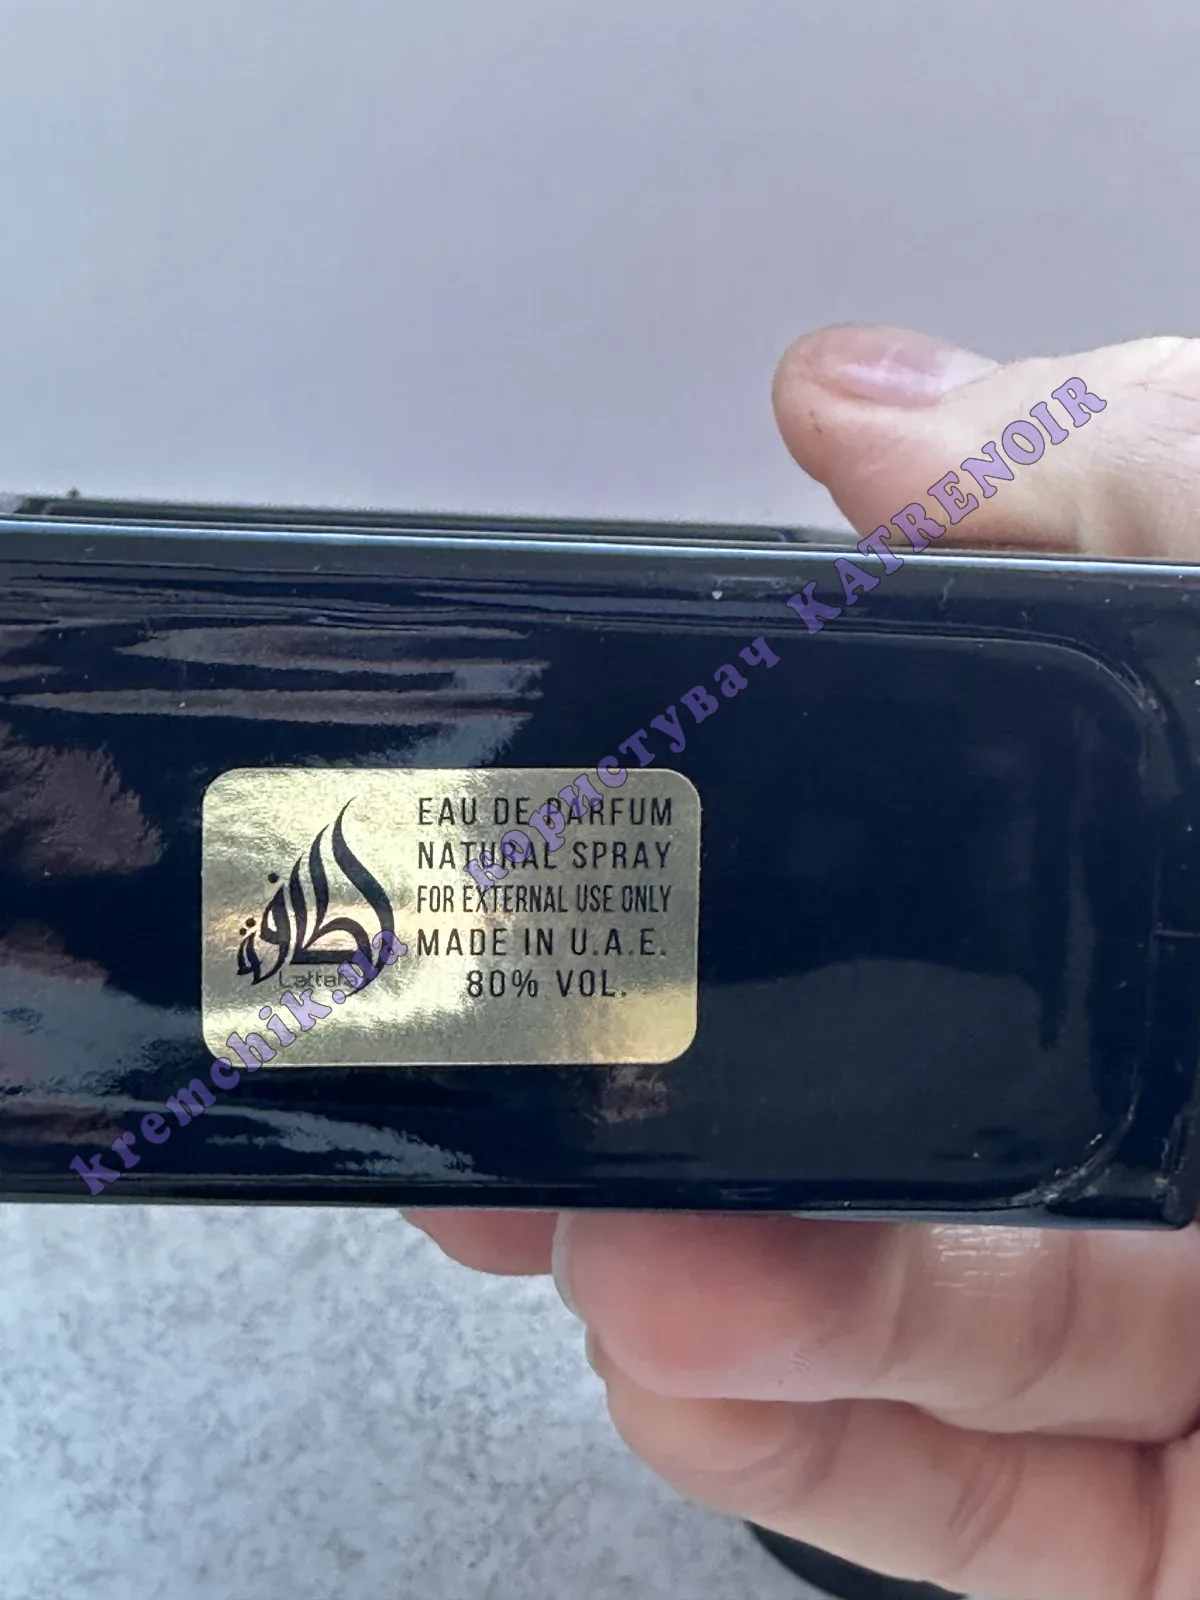 EAU DE PARFUM
NATURAL SPRAY
FOR EXTERNAL USE ONLY
MADE IN U.A.E.
80% VOL.
لطافة
Lattafa
kremchik.ua користувач KATRENOIR